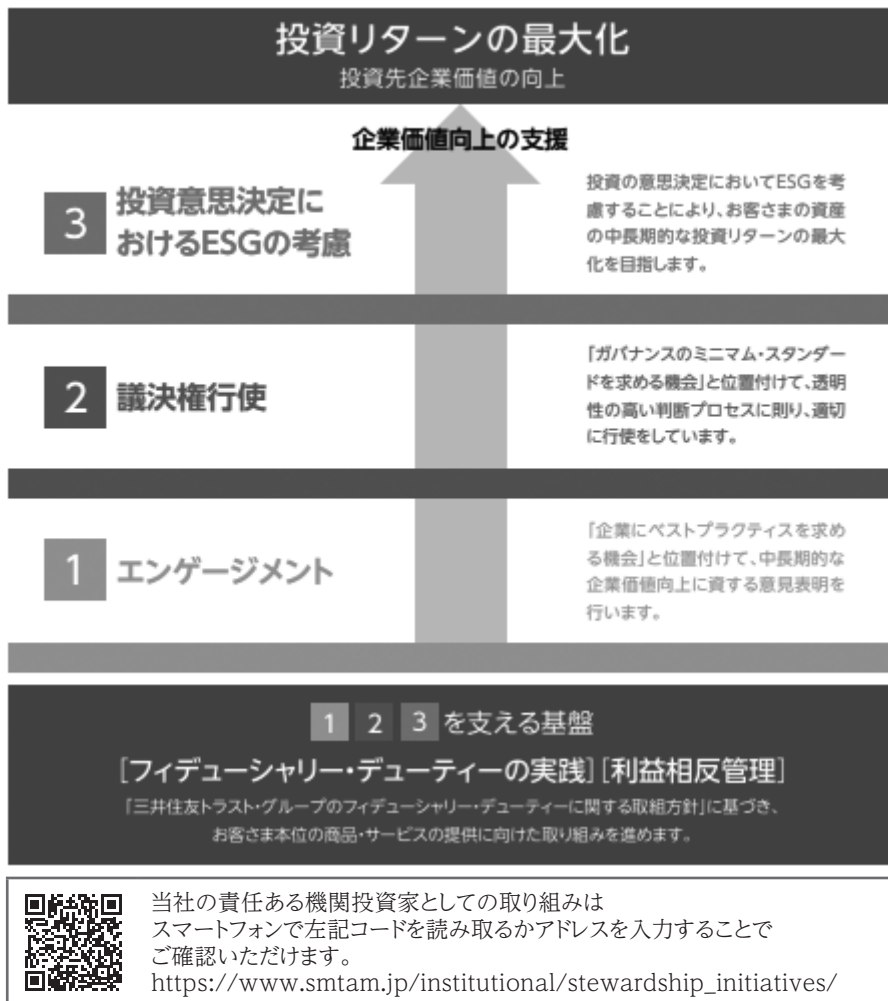 投資リターンの最大化
投資先企業価値の向上
企業価値向上の支援
3
投資意思決定に
おけるESGの考慮
投資の意思決定においてESGを考
慮することにより、お客さまの資産
の中長期的な投資リターンの最大
化を目指します。
2
議決権行使
「ガバナンスのミニマム・スタンダー
ドを求める機会」と位置付けて、透明
性の高い判断プロセスに則り、適切
に行使をしています。
1
エンゲージメント
「企業にベストプラクティスを求め
る機会」と位置付けて、中長期的な
企業価値向上に資する意見表明を
行います。
1 2 3 を支える基盤
[フィデューシャリー・デューティーの実践] [利益相反管理]
「三井住友トラスト・グループのフィデューシャリー・デューティーに関する取組方針」に基づき、
お客さま本位の商品・サービスの提供に向けた取り組みを進めます。
当社の責任ある機関投資家としての取り組みは
スマートフォンで左記コードを読み取るかアドレスを入力することで
ご確認いただけます。
https://www.smtam.jp/institutional/stewardship_initiatives/